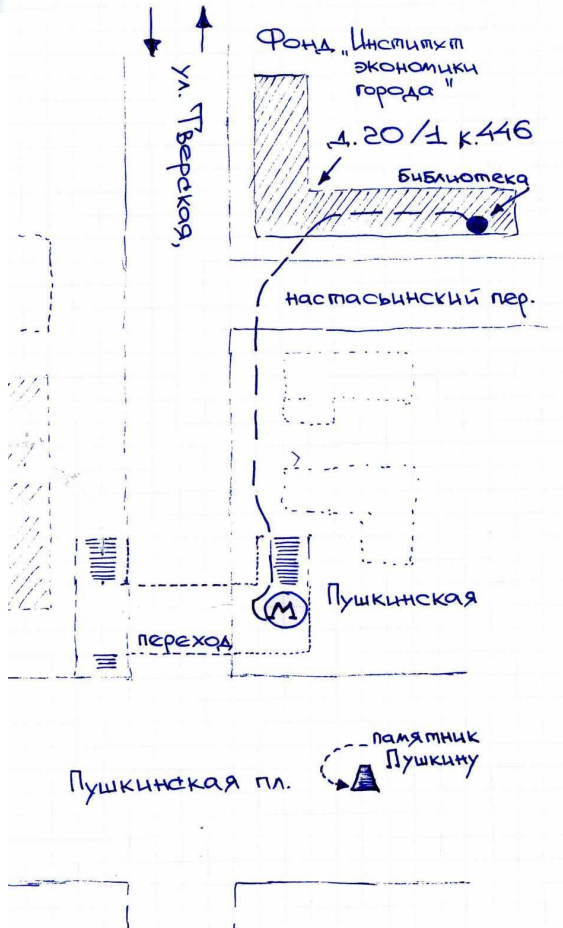 Фонд „Институт
экономики
города"
ул. Тверская,
д. 20/1 к. 446
библиотека
настасьинский пер.
Пушкинская
М
переход
памятник
Пушкину
Пушкинская пл.